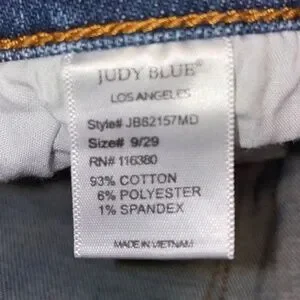 JUDY BLUE®
LOS ANGELES
Style# JB82157MD
Size# 9/29
RN# 116380
93% COTTON
6% POLYESTER
1% SPANDEX
MADE IN VIETNAM